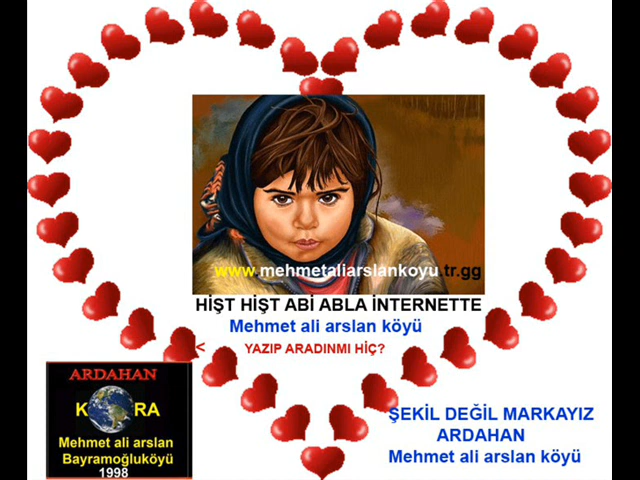 www.mehmetaliarslankoyu.tr.gg
HİŞT HİŞT ABİ ABLA İNTERNETTE
Mehmet ali arslan köyü
< YAZIP ARADINMI HİÇ?
ARDAHAN
K RA
Mehmet ali arslan
Bayramoğluköyü
1998
ŞEKİL DEĞİL MARKAYIZ
ARDAHAN
Mehmet ali arslan köyü